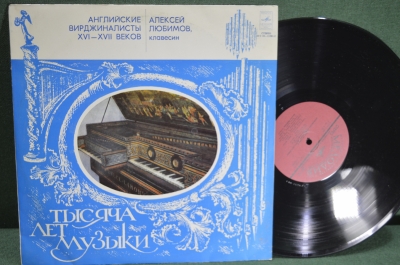 АНГЛИЙСКИЕ
ВИРДЖИНАЛИСТЫ
XVI—XVII ВЕКОВ
АЛЕКСЕЙ
ЛЮБИМОВ,
клавесин
ТЫСЯЧА
ЛЕТ
МУЗЫКИ